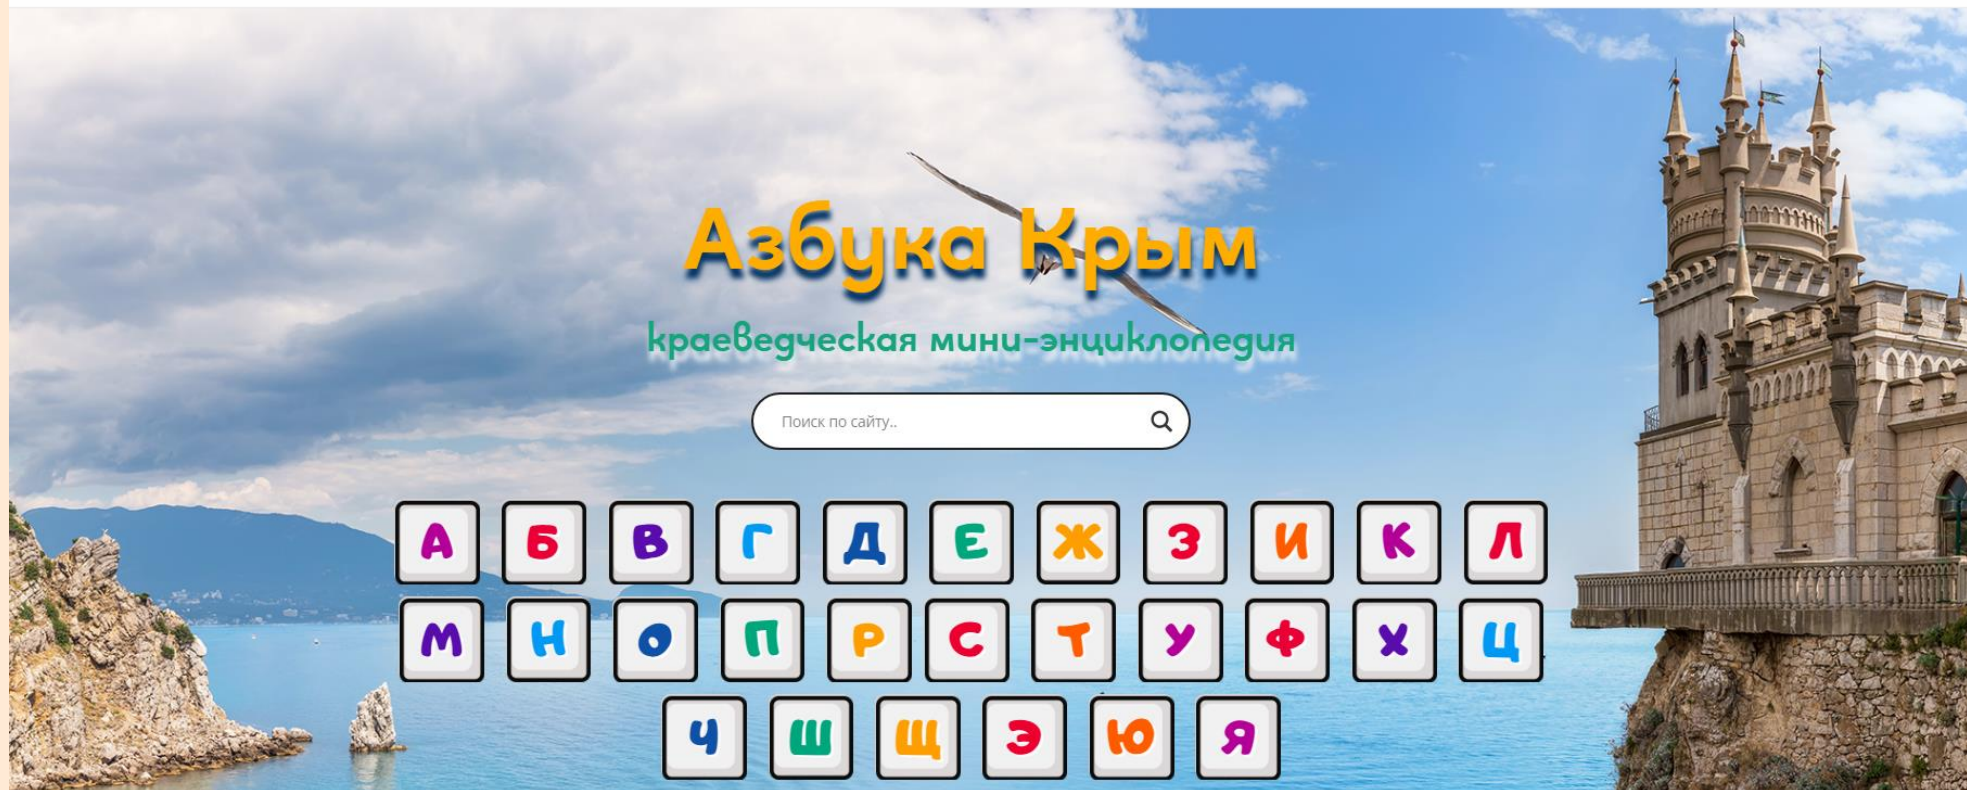 Азбука Крым
краеведческая мини-энциклопедия
Поиск по сайту..
А Б В Г Д Е Ж З И К Л
М Н О П Р С Т У Ф Х Ц
Ч Ш Щ Э Ю Я